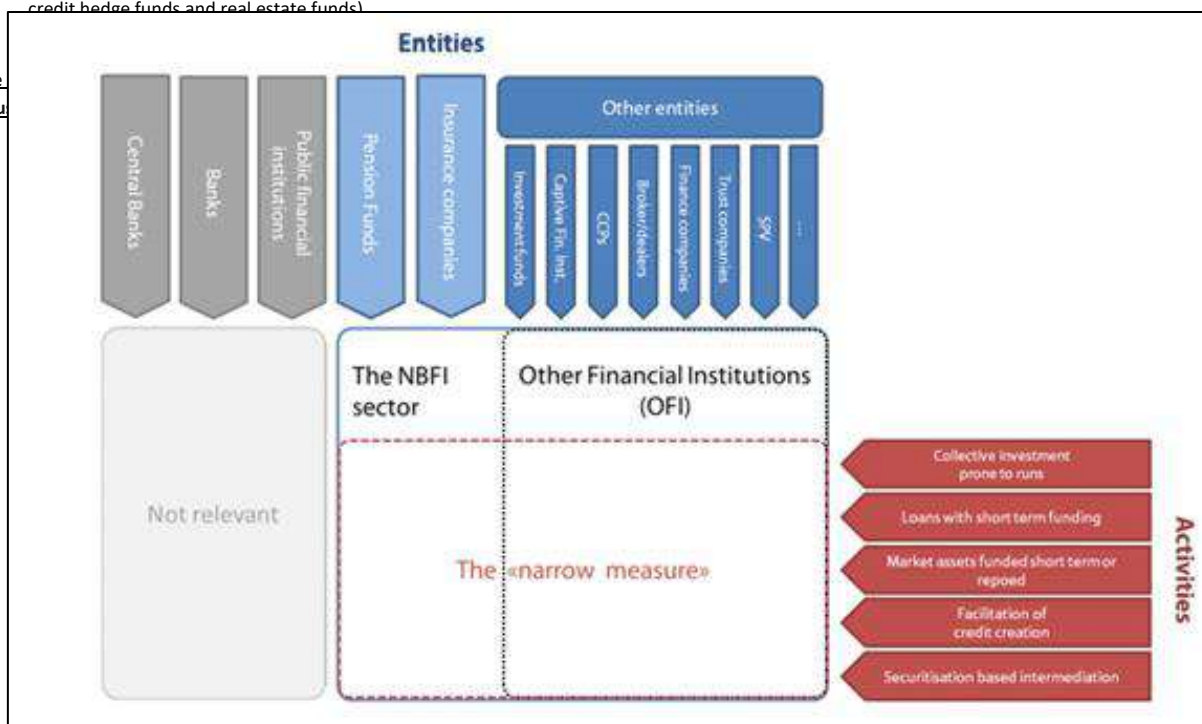 credit hedge funds and real estate funds)
Entities
Central Banks
Banks
Public financial
institutions
Pension Funds
Insurance companies
Other entities
Investment funds
Captive Fin. Inst.
CCPs
Broker/dealers
Finance companies
Trust companies
SPV
...
The NBFI
sector
Other Financial Institutions
(OFI)
Not relevant
The «narrow measure»
Collective investment
prone to runs
Loans with short term funding
Market assets funded short term or
repoed
Facilitation of
credit creation
Securitisation based intermediation
Activities